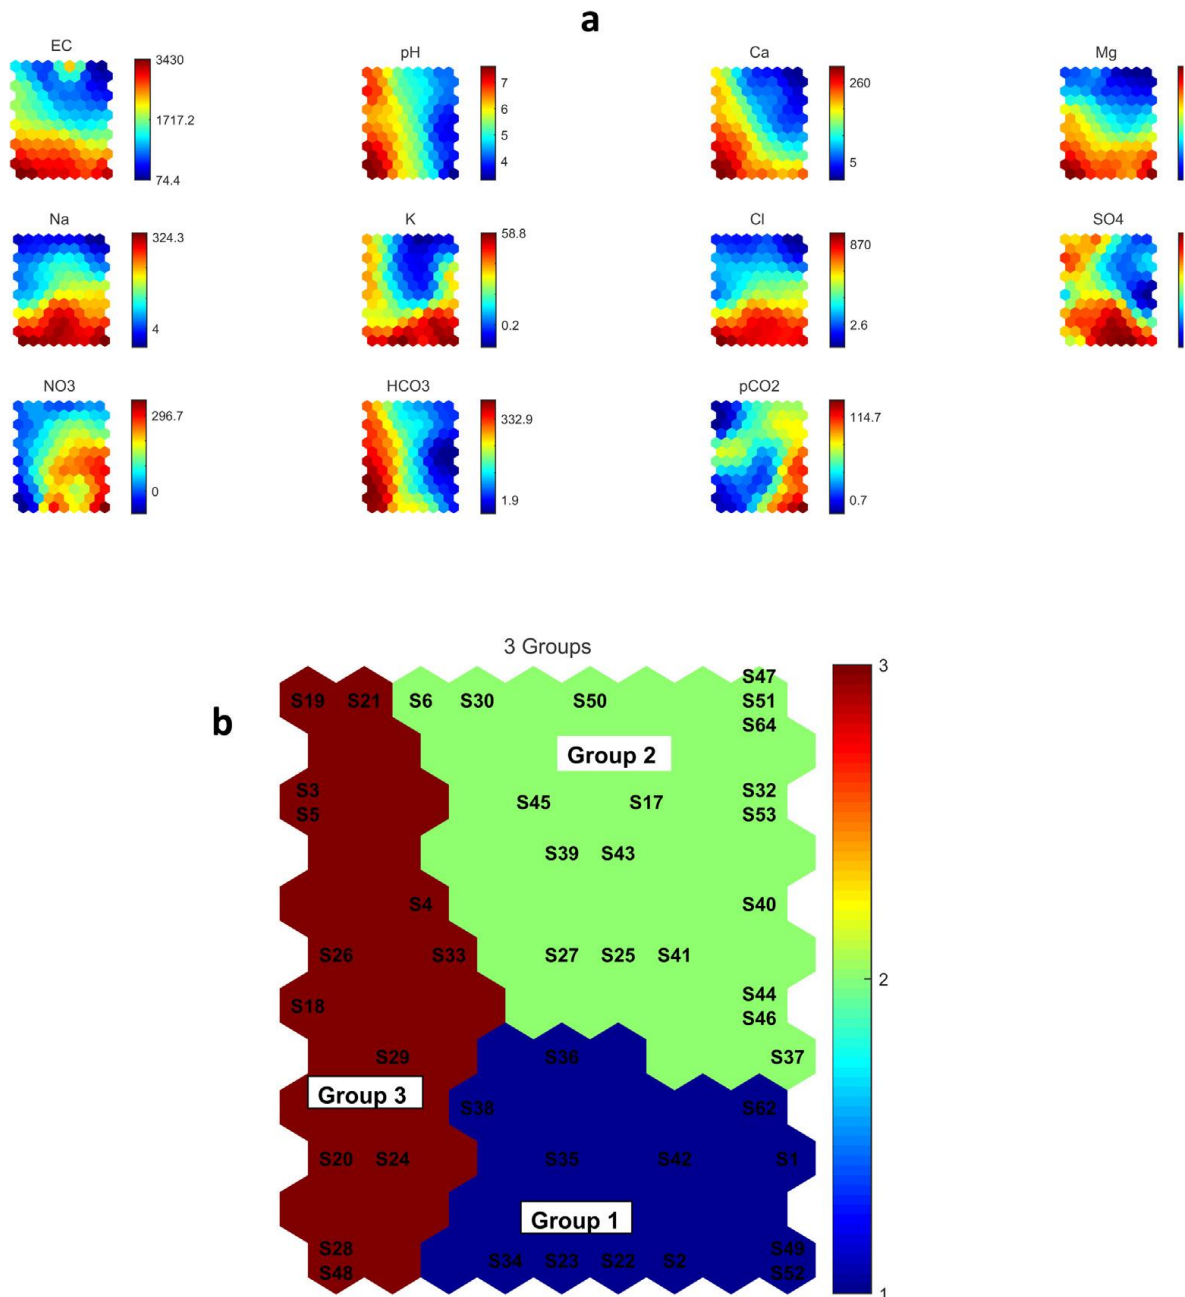 a
EC
3430
1717.2
74.4
pH
7
6
5
4
Ca
260
5
Mg
Na
324.3
4
K
58.8
0.2
Cl
870
2.6
SO4
NO3
296.7
0
HCO3
332.9
1.9
pCO2
114.7
0.7
b
3 Groups
S19 S21 S6 S30 S50 S47
S51
S64
Group 2
S3
S5
S45 S17 S32
S53
S39 S43
S4 S40
S26 S33 S27 S25 S41
S18 S44
S46
S29 S36 S37
Group 3
S38 S62
S20 S24 S35 S42 S1
Group 1
S28
S48
S34 S23 S22 S2 S49
S52
3
2
1